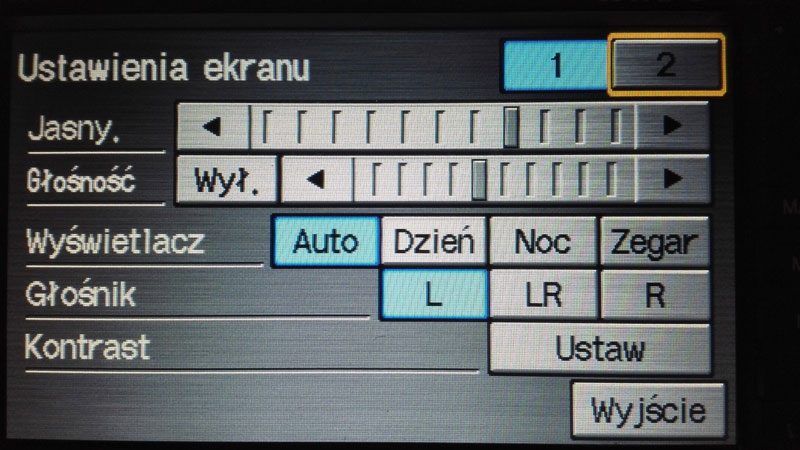 Ustawienia ekranu 1 2
Jasny.
Głośność Wył.
Wyświetlacz Auto Dzień Noc Zegar
Głośnik L LR R
Kontrast Ustaw
Wyjście